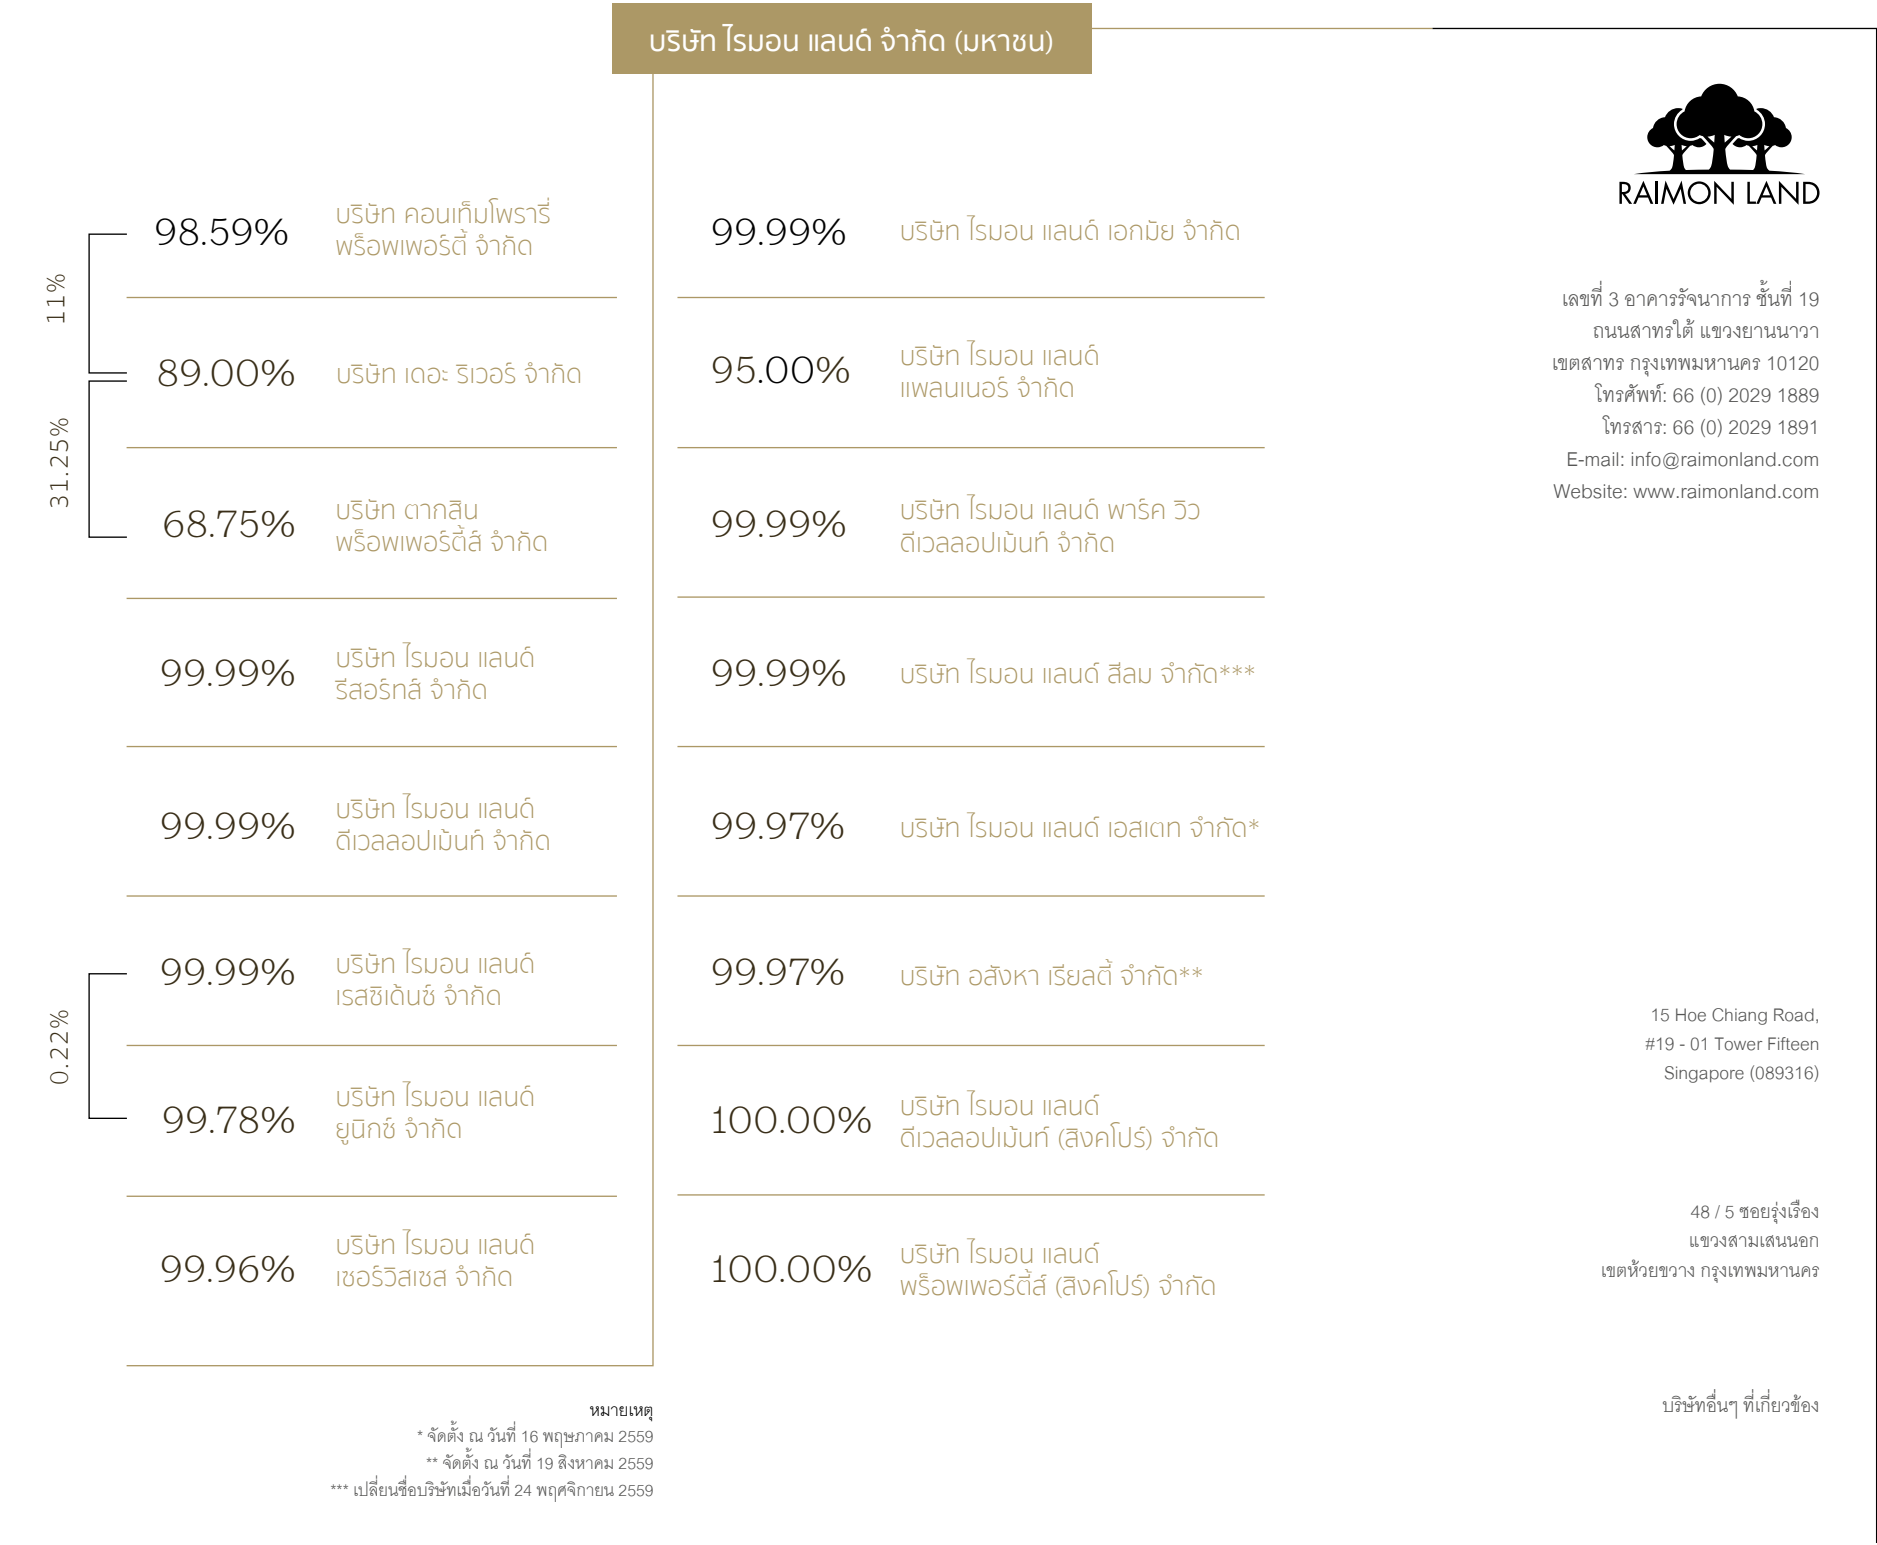 บริษัท ไรมอน แลนด์ จำกัด (มหาชน)
RAIMON LAND
11%
98.59%
บริษัท คอนเท็มโพรารี่
พร็อพเพอร์ตี้ จำกัด
89.00%
บริษัท เดอะ ริเวอร์ จำกัด
31.25%
68.75%
บริษัท ตากสิน
พร็อพเพอร์ตี้ส์ จำกัด
99.99%
บริษัท ไรมอน แลนด์
รีสอร์ทส์ จำกัด
99.99%
บริษัท ไรมอน แลนด์
ดีเวลลอปเม้นท์ จำกัด
0.22%
99.99%
บริษัท ไรมอน แลนด์
เรสซิเด้นซ์ จำกัด
99.78%
บริษัท ไรมอน แลนด์
ยูนิกซ์ จำกัด
99.96%
บริษัท ไรมอน แลนด์
เซอร์วิสเซส จำกัด
99.99%
บริษัท ไรมอน แลนด์ เอกมัย จำกัด
95.00%
บริษัท ไรมอน แลนด์
แพลนเนอร์ จำกัด
99.99%
บริษัท ไรมอน แลนด์ พาร์ค วิว
ดีเวลลอปเม้นท์ จำกัด
99.99%
บริษัท ไรมอน แลนด์ สีลม จำกัด***
99.97%
บริษัท ไรมอน แลนด์ เอสเตท จำกัด*
99.97%
บริษัท อสังหา เรียลตี้ จำกัด**
100.00%
บริษัท ไรมอน แลนด์
ดีเวลลอปเม้นท์ (สิงคโปร์) จำกัด
100.00%
บริษัท ไรมอน แลนด์
พร็อพเพอร์ตี้ส์ (สิงคโปร์) จำกัด
เลขที่ 3 อาคารรัจนาการ ชั้นที่ 19
ถนนสาทรใต้ แขวงยานนาวา
เขตสาทร กรุงเทพมหานคร 10120
โทรศัพท์: 66 (0) 2029 1889
โทรสาร: 66 (0) 2029 1891
E-mail: info@raimonland.com
Website: www.raimonland.com
15 Hoe Chiang Road,
#19 - 01 Tower Fifteen
Singapore (089316)
48 / 5 ซอยรุ่งเรือง
แขวงสามเสนนอก
เขตห้วยขวาง กรุงเทพมหานคร
บริษัทอื่นๆ ที่เกี่ยวข้อง
หมายเหตุ
* จัดตั้ง ณ วันที่ 16 พฤษภาคม 2559
** จัดตั้ง ณ วันที่ 19 สิงหาคม 2559
*** เปลี่ยนชื่อบริษัทเมื่อวันที่ 24 พฤศจิกายน 2559